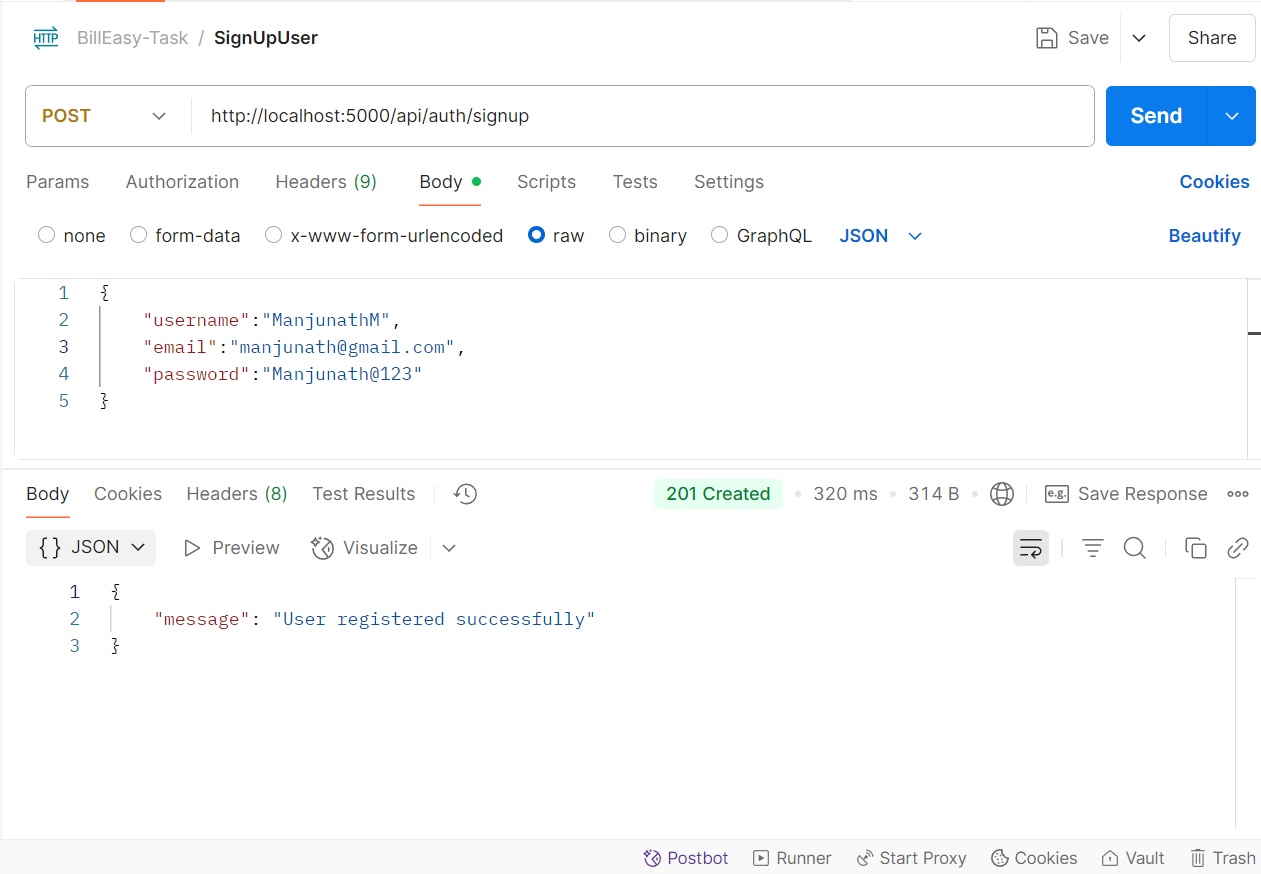 HTTP BillEasy-Task / SignUpUser Save Share
POST http://localhost:5000/api/auth/signup Send
Params Authorization Headers (9) Body Scripts Tests Settings Cookies
none form-data x-www-form-urlencoded raw binary GraphQL JSON Beautify
1 {
2 "username":"ManjunathM",
3 "email":"manjunath@gmail.com",
4 "password":"Manjunath@123"
5 }
Body Cookies Headers (8) Test Results 201 Created 320 ms 314 B e.g. Save Response
{} JSON Preview Visualize
1 {
2 "message": "User registered successfully"
3 }
Postbot Runner Start Proxy Cookies Vault Trash